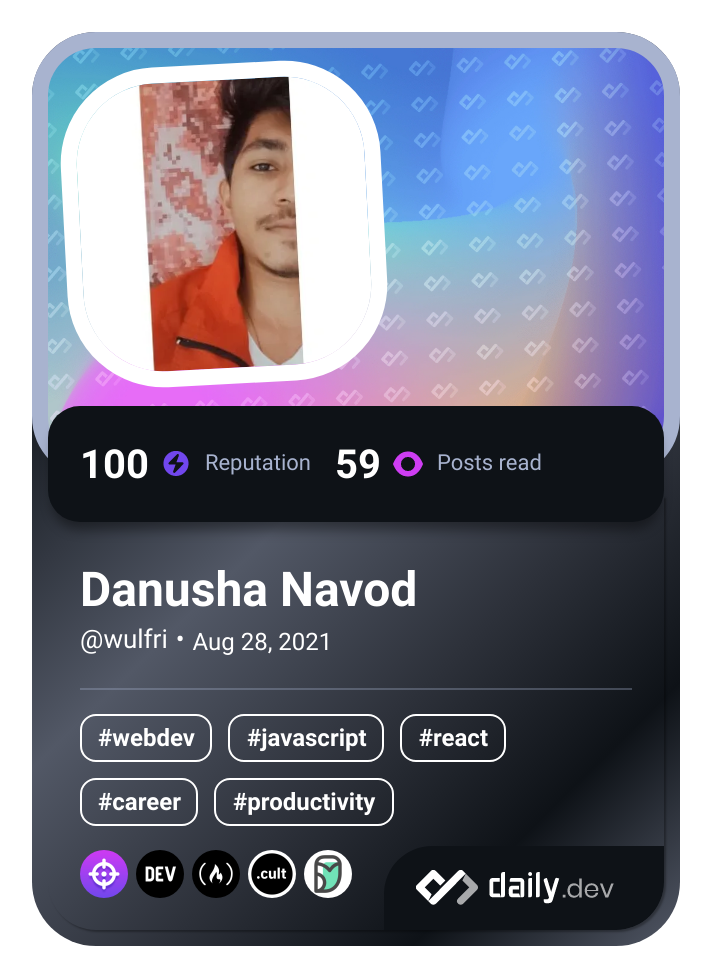 100 Reputation 59 Posts read
Danusha Navod
@wulfri • Aug 28, 2021
#webdev #javascript #react
#career #productivity
DEV .cult daily.dev